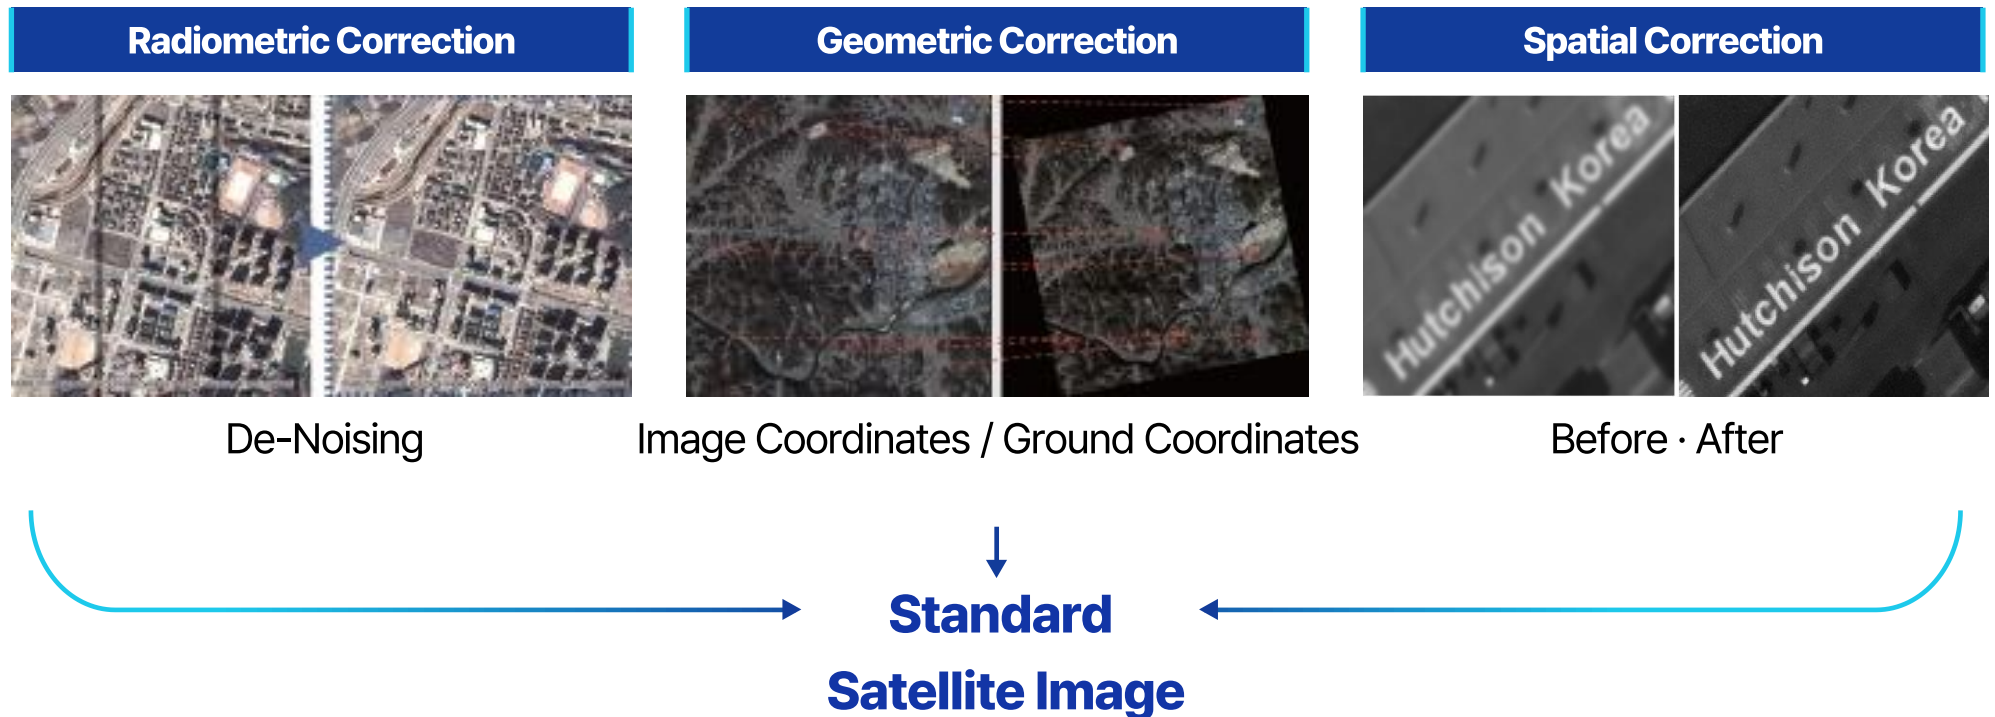 Radiometric Correction
Geometric Correction
Spatial Correction
Hutchison Korea
Hutchison Korea
De-Noising
Image Coordinates / Ground Coordinates
Before · After
Standard
Satellite Image